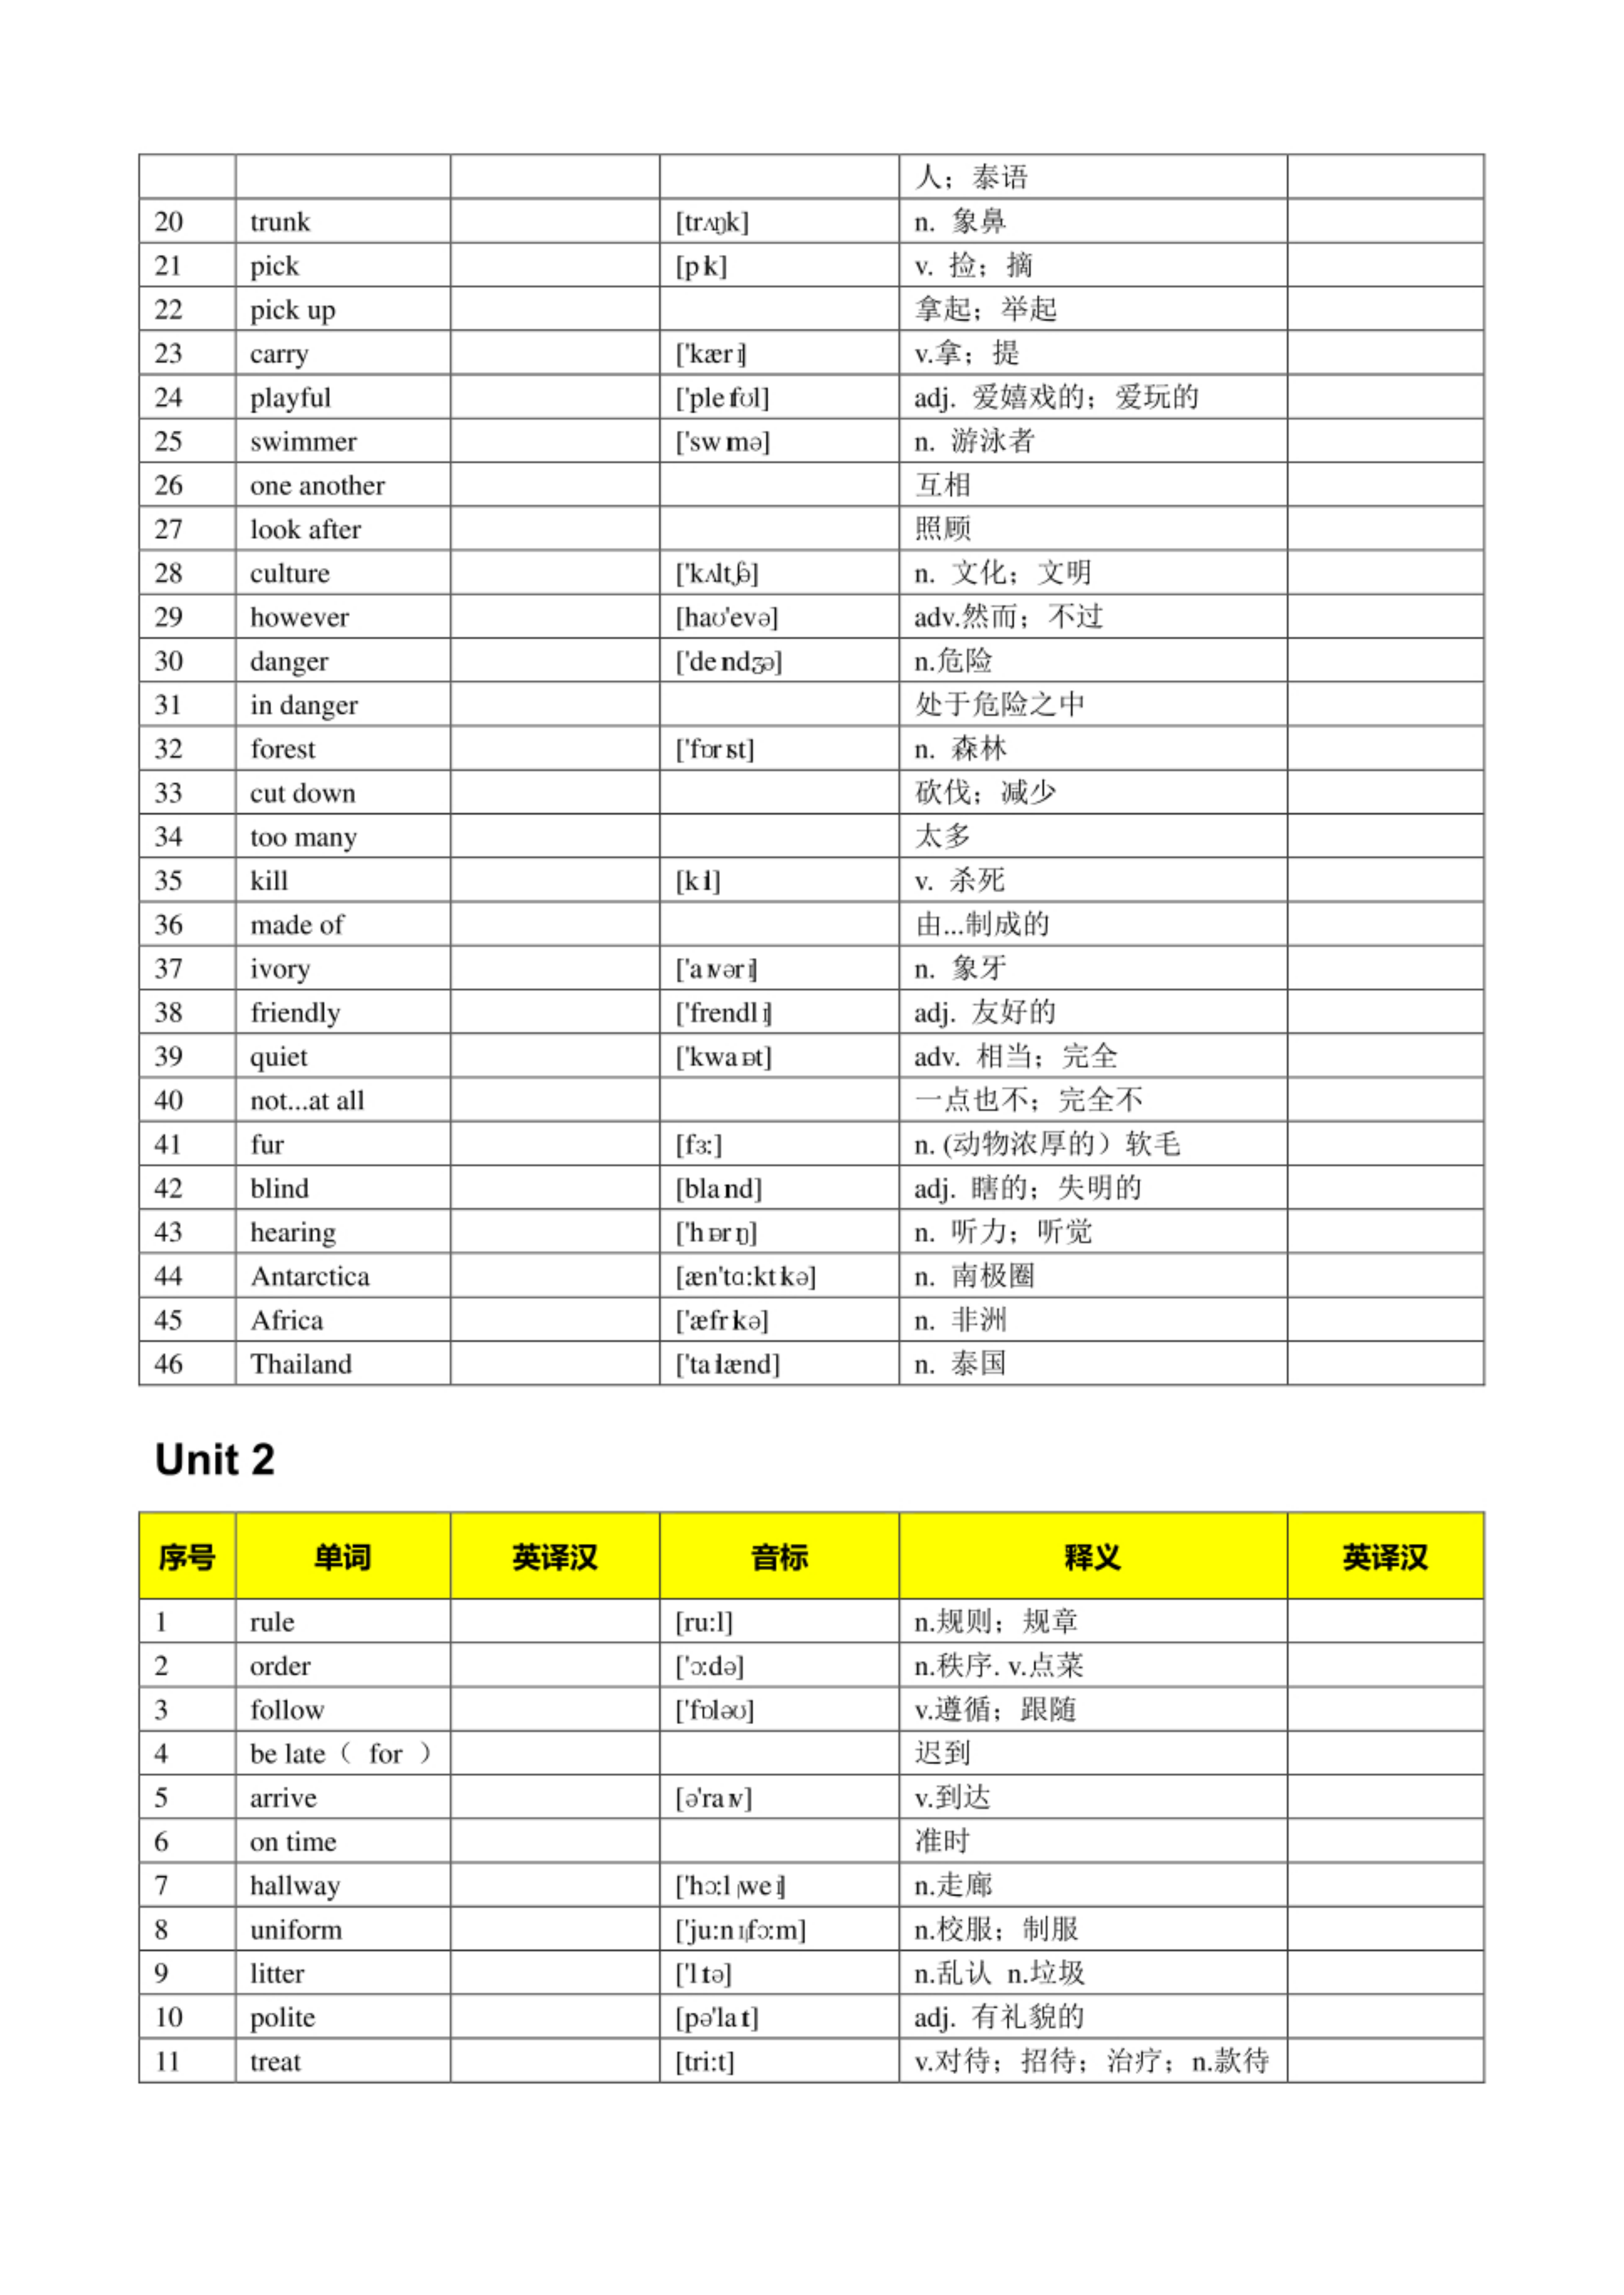 人；泰语
20 trunk [trʌŋk] n. 象鼻
21 pick [pɪk] v. 捡；摘
22 pick up 拿起；举起
23 carry ['kærɪ] v.拿；提
24 playful ['pleɪfʊl] adj. 爱嬉戏的；爱玩的
25 swimmer ['swɪmə] n. 游泳者
26 one another 互相
27 look after 照顾
28 culture ['kʌltʃə] n. 文化；文明
29 however [haʊ'evə] adv.然而；不过
30 danger ['deɪndʒə] n.危险
31 in danger 处于危险之中
32 forest ['fɒrɪst] n. 森林
33 cut down 砍伐；减少
34 too many 太多
35 kill [kɪl] v. 杀死
36 made of 由...制成的
37 ivory ['aɪvərɪ] n. 象牙
38 friendly ['frendlɪ] adj. 友好的
39 quiet ['kwaɪət] adv. 相当；完全
40 not...at all 一点也不；完全不
41 fur [fɜ:] n. (动物浓厚的）软毛
42 blind [blaɪnd] adj. 瞎的；失明的
43 hearing ['hɪərɪŋ] n. 听力；听觉
44 Antarctica [æn'tɑ:ktɪkə] n. 南极圈
45 Africa ['æfrɪkə] n. 非洲
46 Thailand ['taɪlænd] n. 泰国
Unit 2
序号 单词 英译汉 音标 释义 英译汉
1 rule [ru:l] n.规则；规章
2 order ['ɔ:də] n.秩序. v.点菜
3 follow ['fɒləʊ] v.遵循；跟随
4 be late（ for ） 迟到
5 arrive [ə'raɪv] v.到达
6 on time 准时
7 hallway ['hɔ:lˌweɪ] n.走廊
8 uniform ['ju:nɪˌfɔ:m] n.校服；制服
9 litter ['lɪtə] n.乱认 n.垃圾
10 polite [pə'laɪt] adj. 有礼貌的
11 treat [tri:t] v.对待；招待；治疗；n.款待